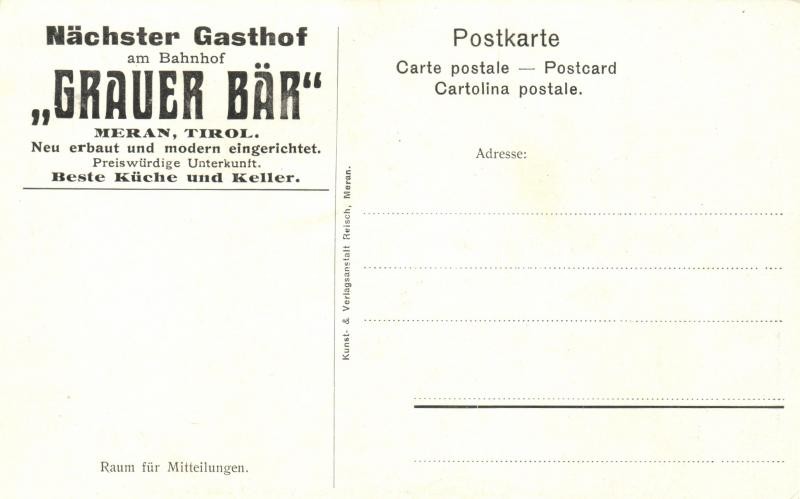 Nächster Gasthof
am Bahnhof
„GRAUER BÄR“
MERAN, TIROL.
Neu erbaut und modern eingerichtet.
Preiswürdige Unterkunft.
Beste Küche und Keller.
Raum für Mitteilungen.
Kunst- & Verlagsanstalt Reisch, Meran.
Postkarte
Carte postale — Postcard
Cartolina postale.
Adresse: